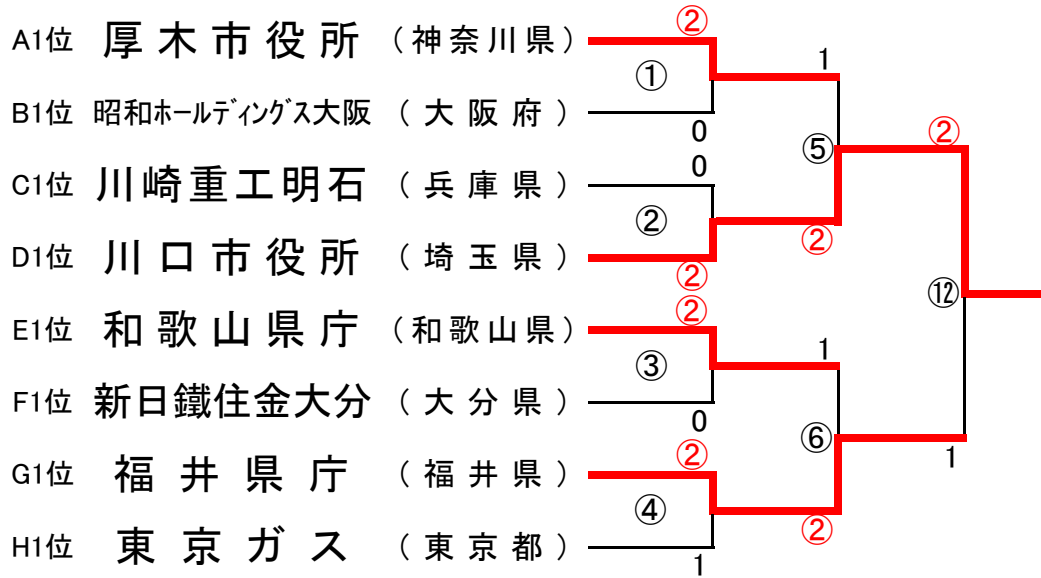 A1位 厚木市役所 （神奈川県） ②
① 1
B1位 昭和ホールディングス大阪 （大阪府） 0
⑤ ②
C1位 川崎重工明石 （兵庫県） 0
② ②
D1位 川口市役所 （埼玉県） ②
⑫
E1位 和歌山県庁 （和歌山県） ②
③ 1
F1位 新日鐵住金大分 （大分県） 0
⑥ 1
G1位 福井県庁 （福井県） ②
④ ②
H1位 東京ガス （東京都） 1